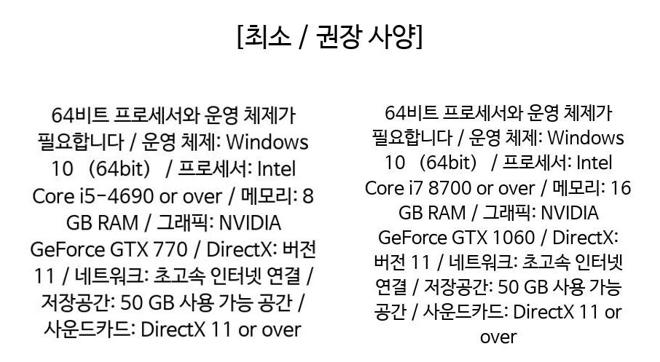 [최소 / 권장 사양]
64비트 프로세서와 운영 체제가
필요합니다 / 운영 체제: Windows
10 (64bit) / 프로세서: Intel
Core i5-4690 or over / 메모리: 8
GB RAM / 그래픽: NVIDIA
GeForce GTX 770 / DirectX: 버전
11 / 네트워크: 초고속 인터넷 연결 /
저장공간: 50 GB 사용 가능 공간 /
사운드카드: DirectX 11 or over
64비트 프로세서와 운영 체제가
필요합니다 / 운영 체제: Windows
10 (64bit) / 프로세서: Intel
Core i7 8700 or over / 메모리: 16
GB RAM / 그래픽: NVIDIA
GeForce GTX 1060 / DirectX:
버전 11 / 네트워크: 초고속 인터넷
연결 / 저장공간: 50 GB 사용 가능
공간 / 사운드카드: DirectX 11 or
over